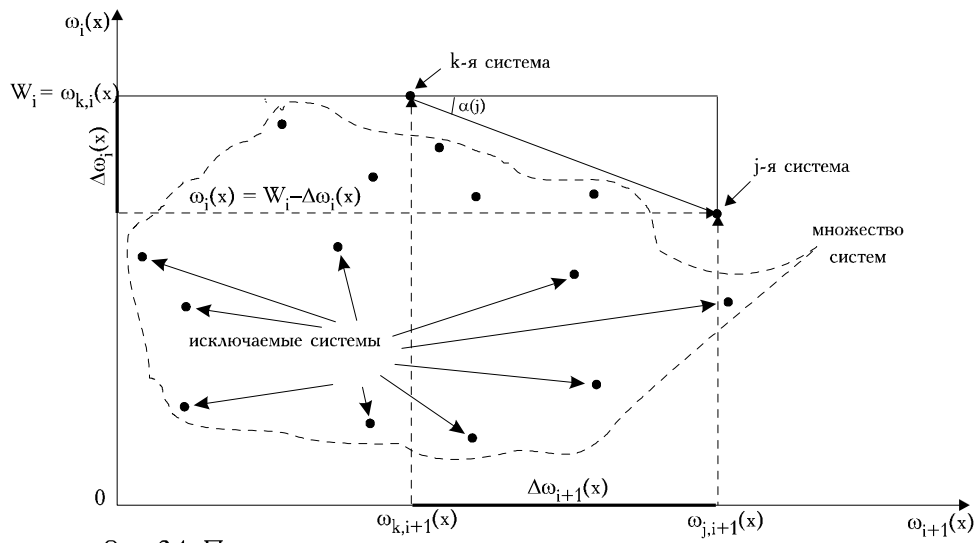 ωᵢ(x)
k-я система
Wᵢ = ωₖ,ᵢ(x)
α(j)
Δωᵢ(x)
j-я система
ωᵢ(x) = Wᵢ–Δωᵢ(x)
множество
систем
исключаемые системы
0
Δωᵢ₊₁(x)
ωₖ,ᵢ₊₁(x)
ωⱼ,ᵢ₊₁(x)
ωᵢ₊₁(x)